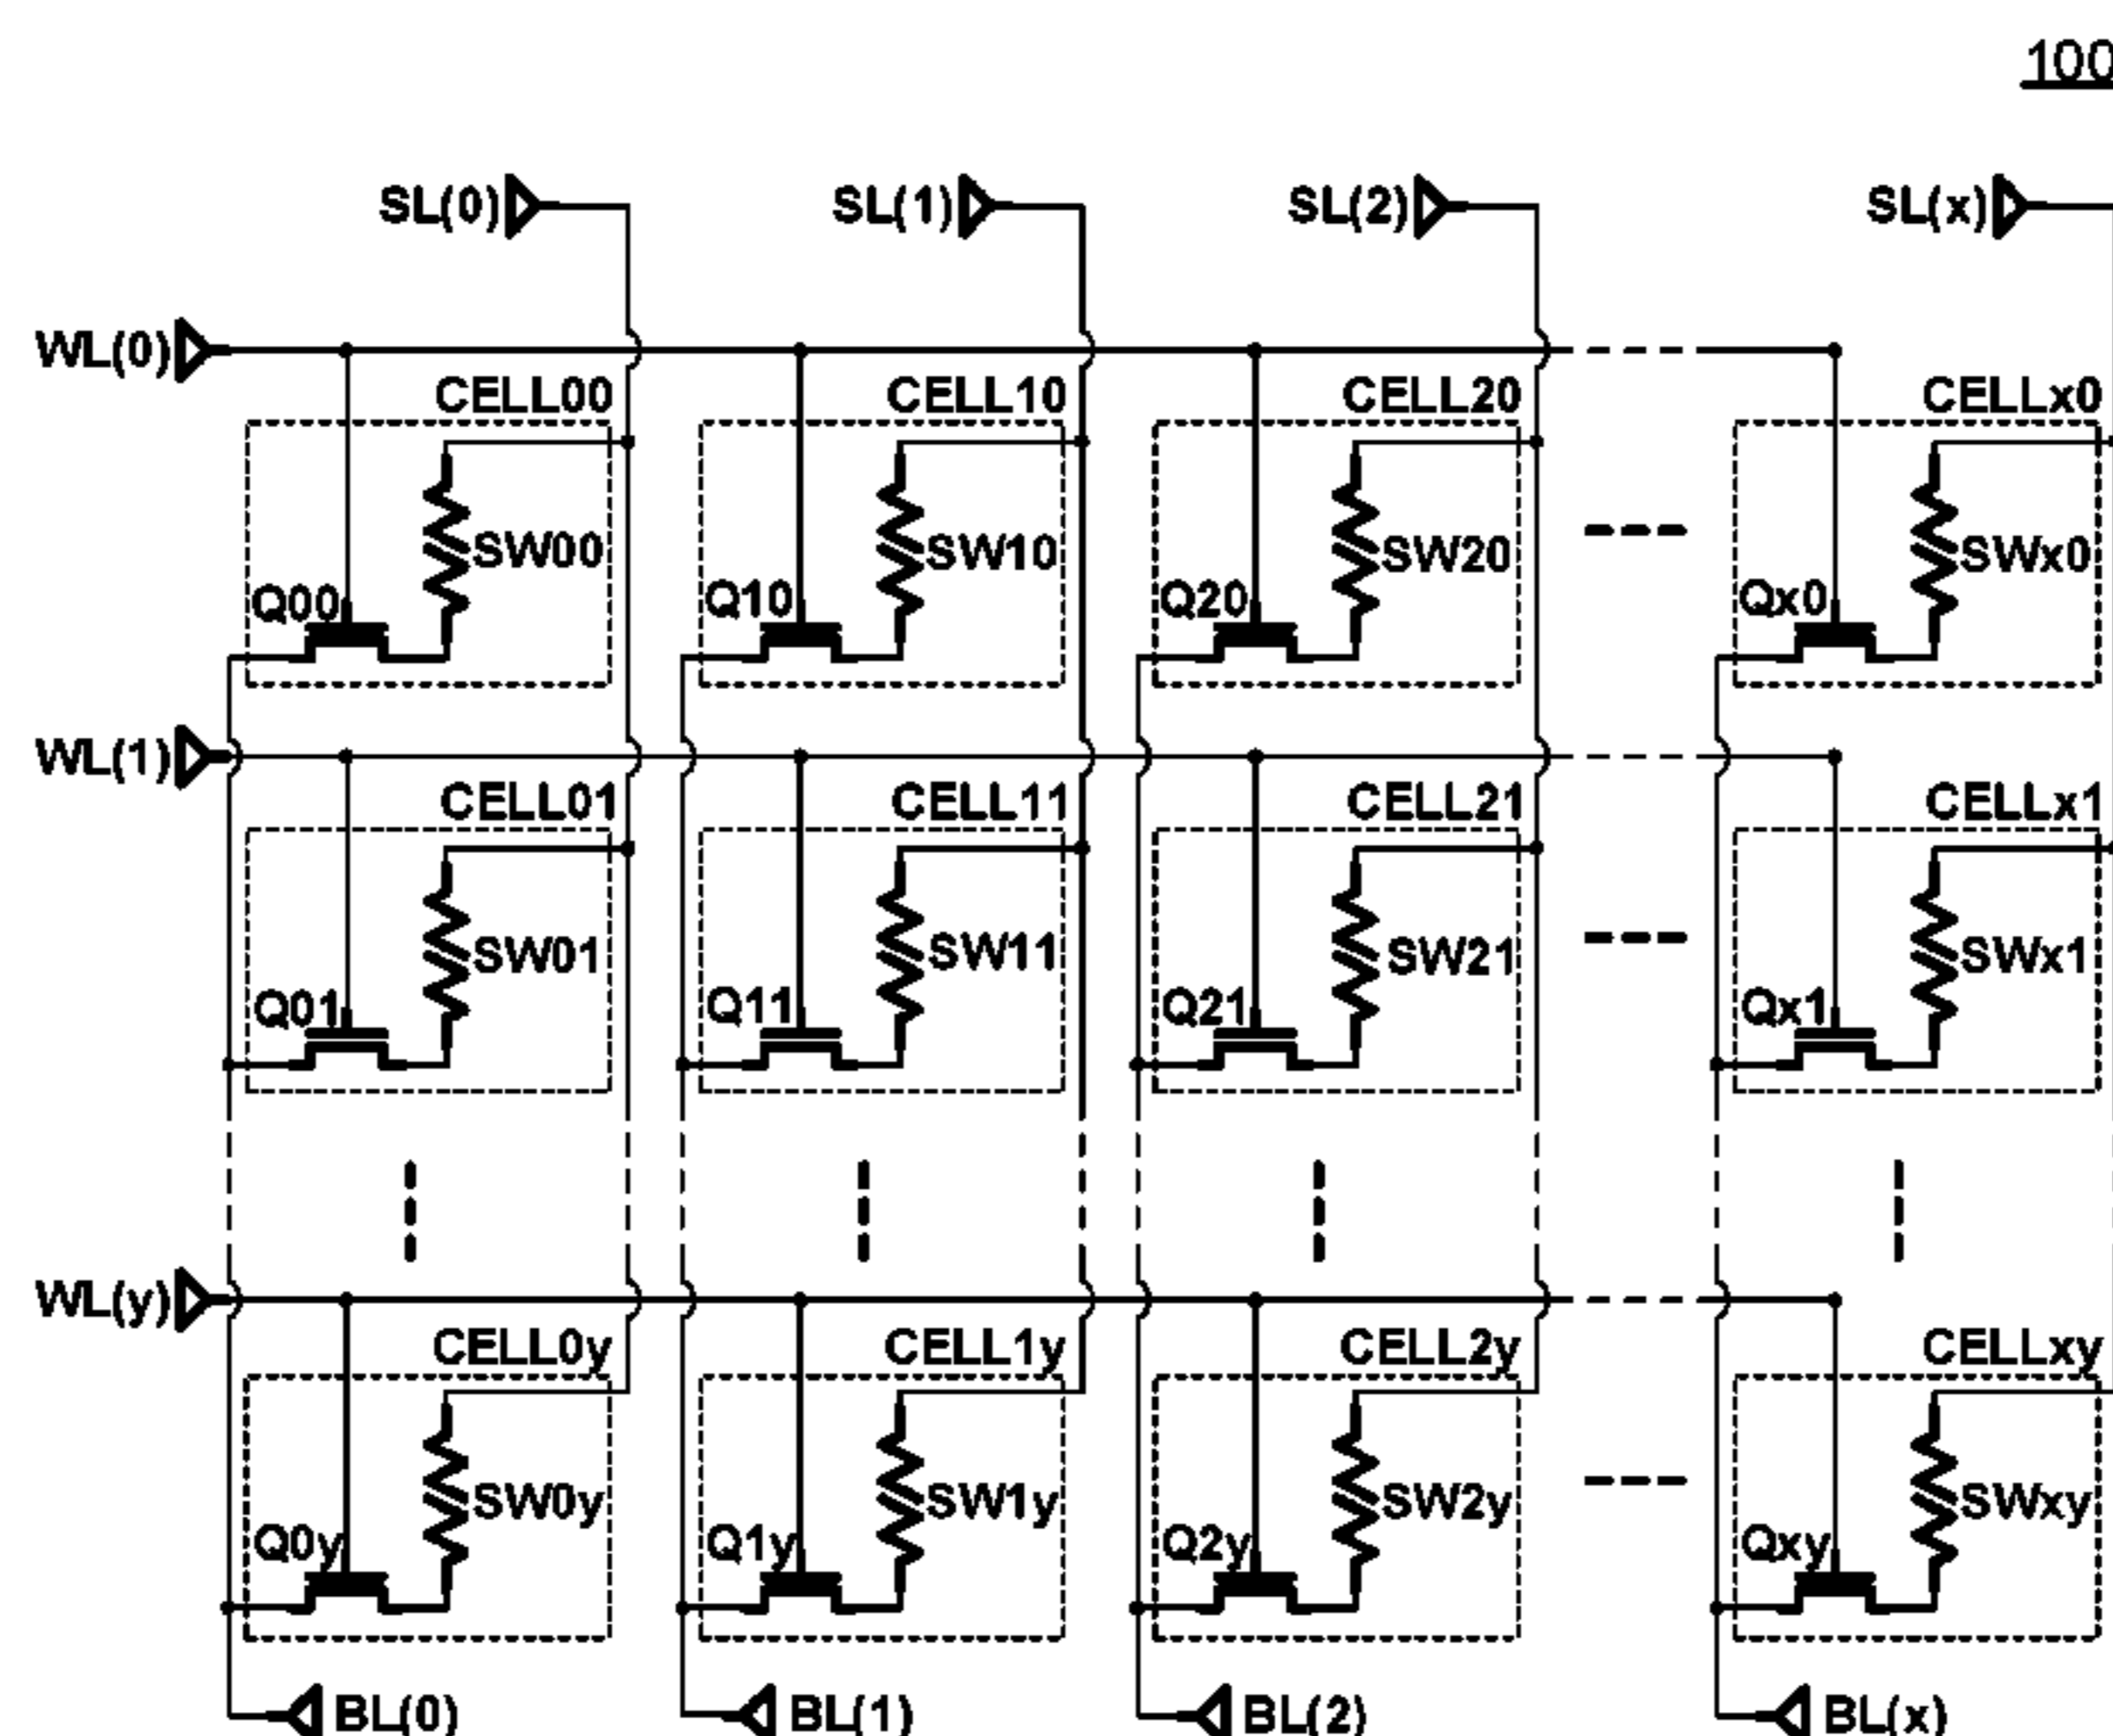 100
SL(0) SL(1) SL(2) SL(x)
WL(0)
CELL00 CELL10 CELL20 CELLx0
SW00 SW10 SW20 SWx0
Q00 Q10 Q20 Qx0
WL(1)
CELL01 CELL11 CELL21 CELLx1
SW01 SW11 SW21 SWx1
Q01 Q11 Q21 Qx1
WL(y)
CELL0y CELL1y CELL2y CELLxy
SW0y SW1y SW2y SWxy
Q0y Q1y Q2y Qxy
BL(0) BL(1) BL(2) BL(x)